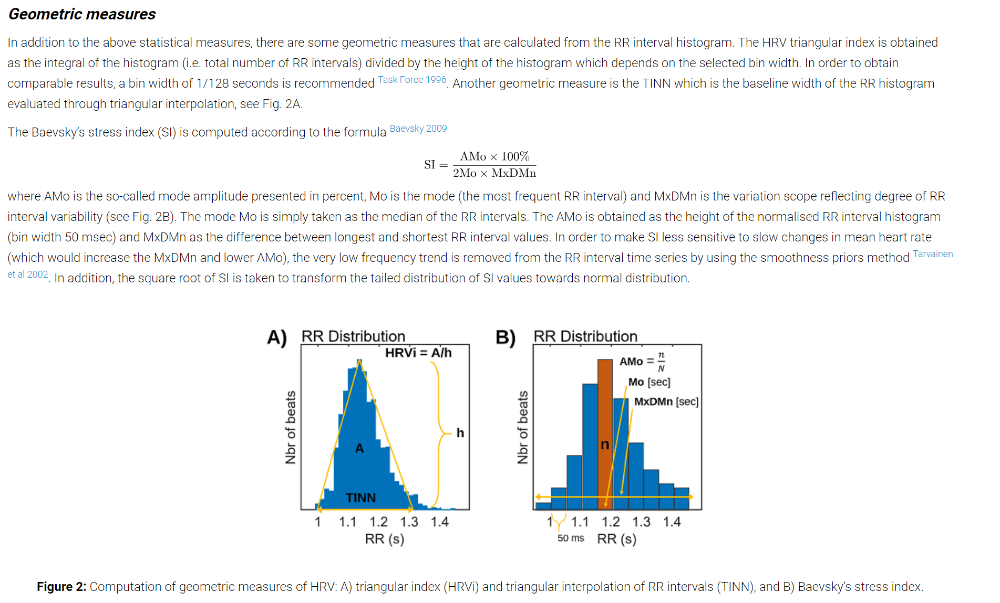 Geometric measures
In addition to the above statistical measures, there are some geometric measures that are calculated from the RR interval histogram. The HRV triangular index is obtained
as the integral of the histogram (i.e. total number of RR intervals) divided by the height of the histogram which depends on the selected bin width. In order to obtain
comparable results, a bin width of 1/128 seconds is recommended Task Force 1996. Another geometric measure is the TINN which is the baseline width of the RR histogram
evaluated through triangular interpolation, see Fig. 2A.
The Baevsky's stress index (SI) is computed according to the formula Baevsky 2009
SI = AMo × 100% / 2Mo × MxDMn
where AMo is the so-called mode amplitude presented in percent, Mo is the mode (the most frequent RR interval) and MxDMn is the variation scope reflecting degree of RR
interval variability (see Fig. 2B). The mode Mo is simply taken as the median of the RR intervals. The AMo is obtained as the height of the normalised RR interval histogram
(bin width 50 msec) and MxDMn as the difference between longest and shortest RR interval values. In order to make SI less sensitive to slow changes in mean heart rate
(which would increase the MxDMn and lower AMo), the very low frequency trend is removed from the RR interval time series by using the smoothness priors method Tarvainen
et al 2002. In addition, the square root of SI is taken to transform the tailed distribution of SI values towards normal distribution.
A) RR Distribution
HRVi = A/h
Nbr of beats
h
A
TINN
1 1.1 1.2 1.3 1.4
RR (s)
B) RR Distribution
AMo = n/N
Mo [sec]
MxDMn [sec]
Nbr of beats
n
1 1.1 1.2 1.3 1.4
50 ms RR (s)
Figure 2: Computation of geometric measures of HRV: A) triangular index (HRVi) and triangular interpolation of RR intervals (TINN), and B) Baevsky's stress index.